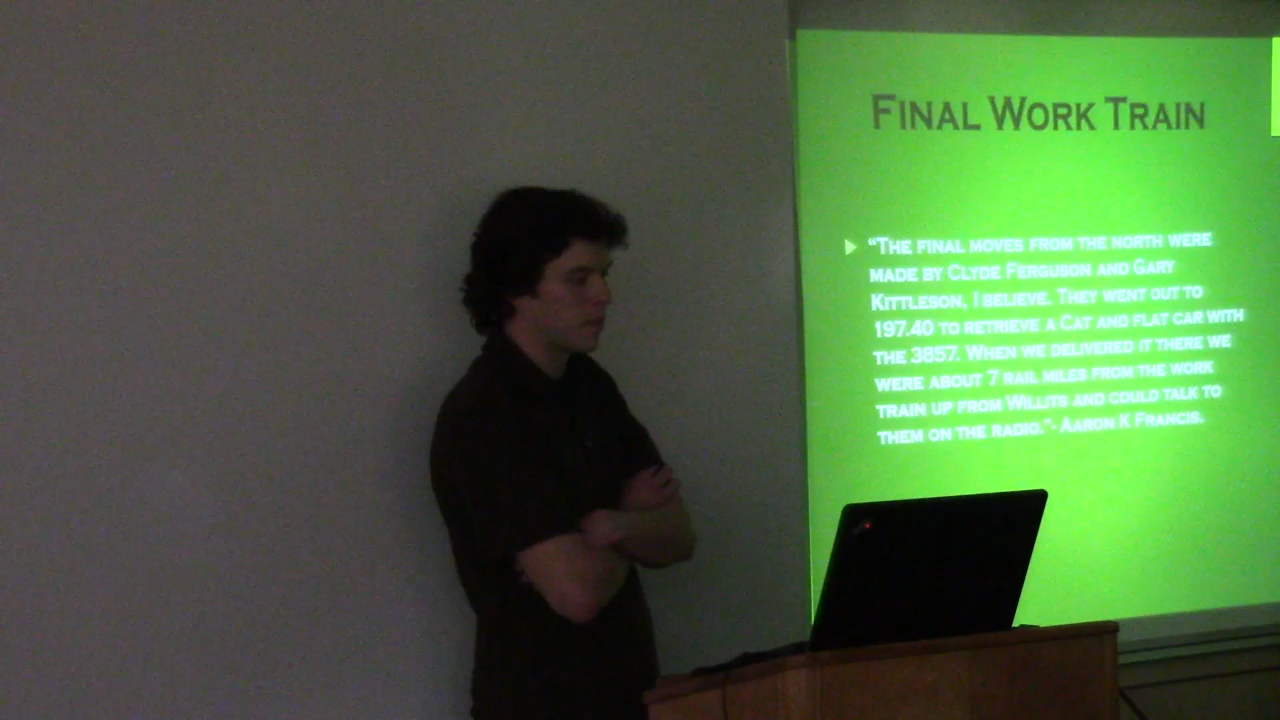 FINAL WORK TRAIN
“THE FINAL MOVES FROM THE NORTH WERE
MADE BY CLYDE FERGUSON AND GARY
KITTLESON, I BELIEVE. THEY WENT OUT TO
197.40 TO RETRIEVE A CAT AND FLAT CAR WITH
THE 3857. WHEN WE DELIVERED IT THERE WE
WERE ABOUT 7 RAIL MILES FROM THE WORK
TRAIN UP FROM WILLITS AND COULD TALK TO
THEM ON THE RADIO.”- AARON K FRANCIS.